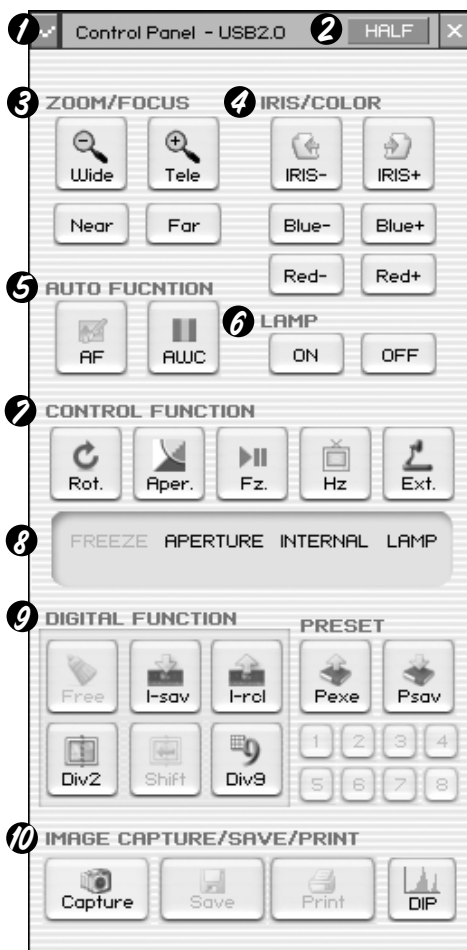 1 Control Panel - USB2.0 2 HALF X
3 ZOOM/FOCUS 4 IRIS/COLOR
Wide Tele IRIS- IRIS+
Near Far Blue- Blue+
Red- Red+
5 AUTO FUCNTION
6 LAMP
AF AWC ON OFF
7 CONTROL FUNCTION
Rot. Aper. Fz. Hz Ext.
8 FREEZE APERTURE INTERNAL LAMP
9 DIGITAL FUNCTION PRESET
Free I-sav I-rcl Pexe Psav
1 2 3 4
Div2 Shift 9 Div9
5 6 7 8
10 IMAGE CAPTURE/SAVE/PRINT
Capture Save Print DIP